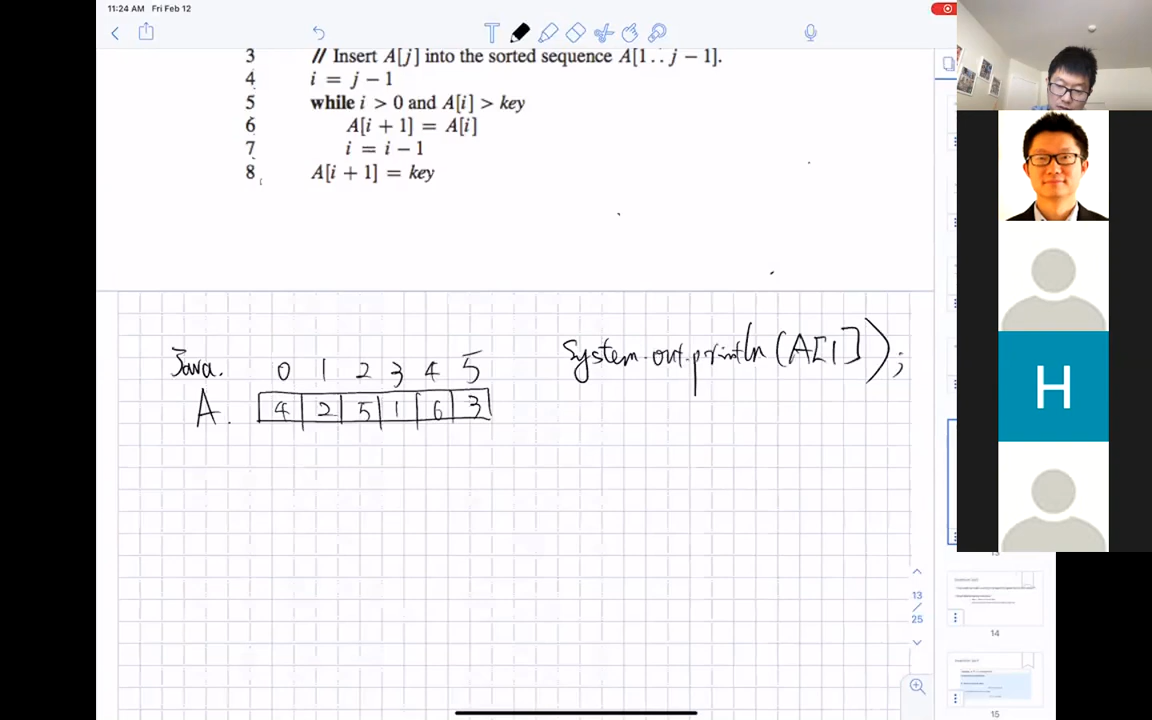 11:24 AM Fri Feb 12
3 // Insert A[j] into the sorted sequence A[1 . . j − 1].
4 i = j − 1
5 while i > 0 and A[i] > key
6 A[i + 1] = A[i]
7 i = i − 1
8 A[i + 1] = key
Java. 0 1 2 3 4 5
System.out.println(A[1]);
A. 4 2 5 1 6 3
H
13
/
25
14
15